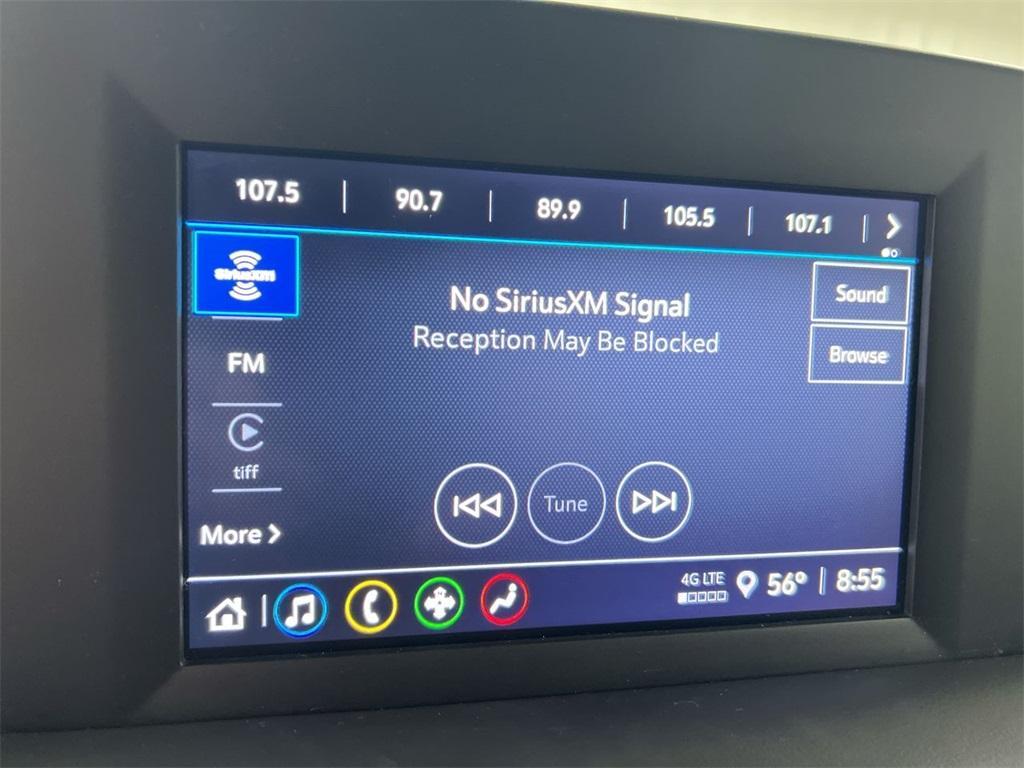 107.5 | 90.7 | 89.9 | 105.5 | 107.1 |
SiriusXM
No SiriusXM Signal
Reception May Be Blocked
Sound
Browse
FM
tiff
More
Tune
4G LTE
56° | 8:55